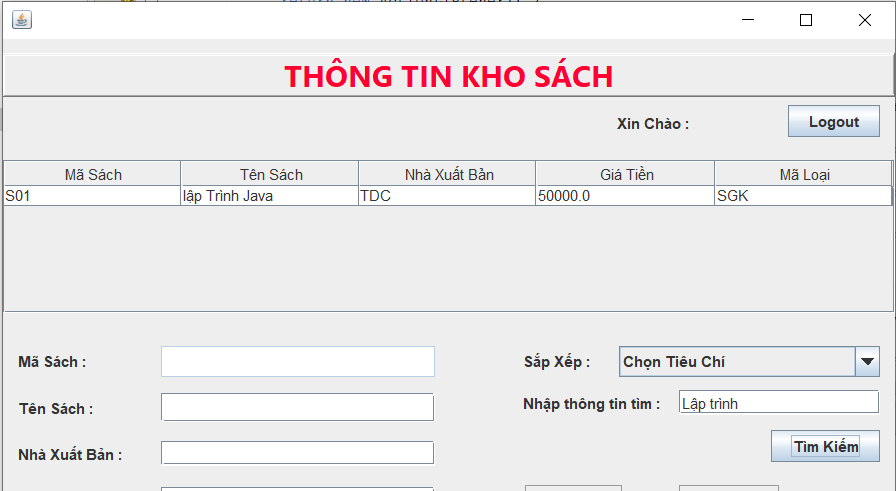 THÔNG TIN KHO SÁCH
Xin Chào : Logout
Mã Sách Tên Sách Nhà Xuất Bản Giá Tiền Mã Loại
S01 lập Trình Java TDC 50000.0 SGK
Mã Sách : Sắp Xếp : Chọn Tiêu Chí
Tên Sách : Nhập thông tin tìm : Lập trình
Tìm Kiếm
Nhà Xuất Bản :